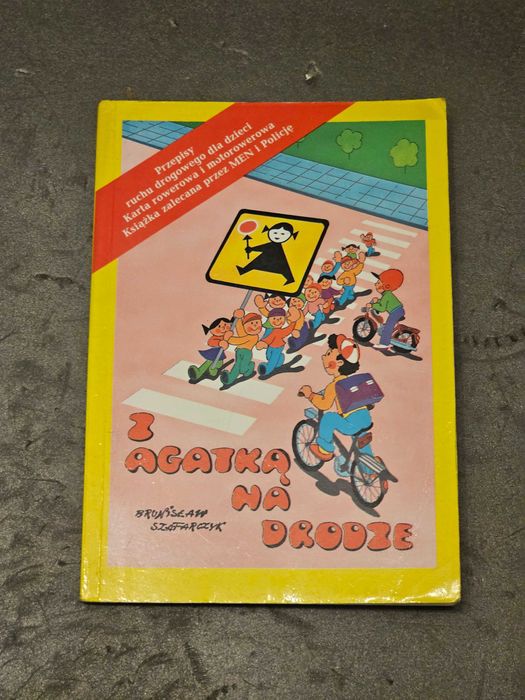 Przepisy
ruchu drogowego dla dzieci
Karta rowerowa i motorowerowa
Książka zalecana przez MEN i Policję
Z
AGATKĄ
NA
DRODZE
BRONISŁAW
SZAFARCZYK